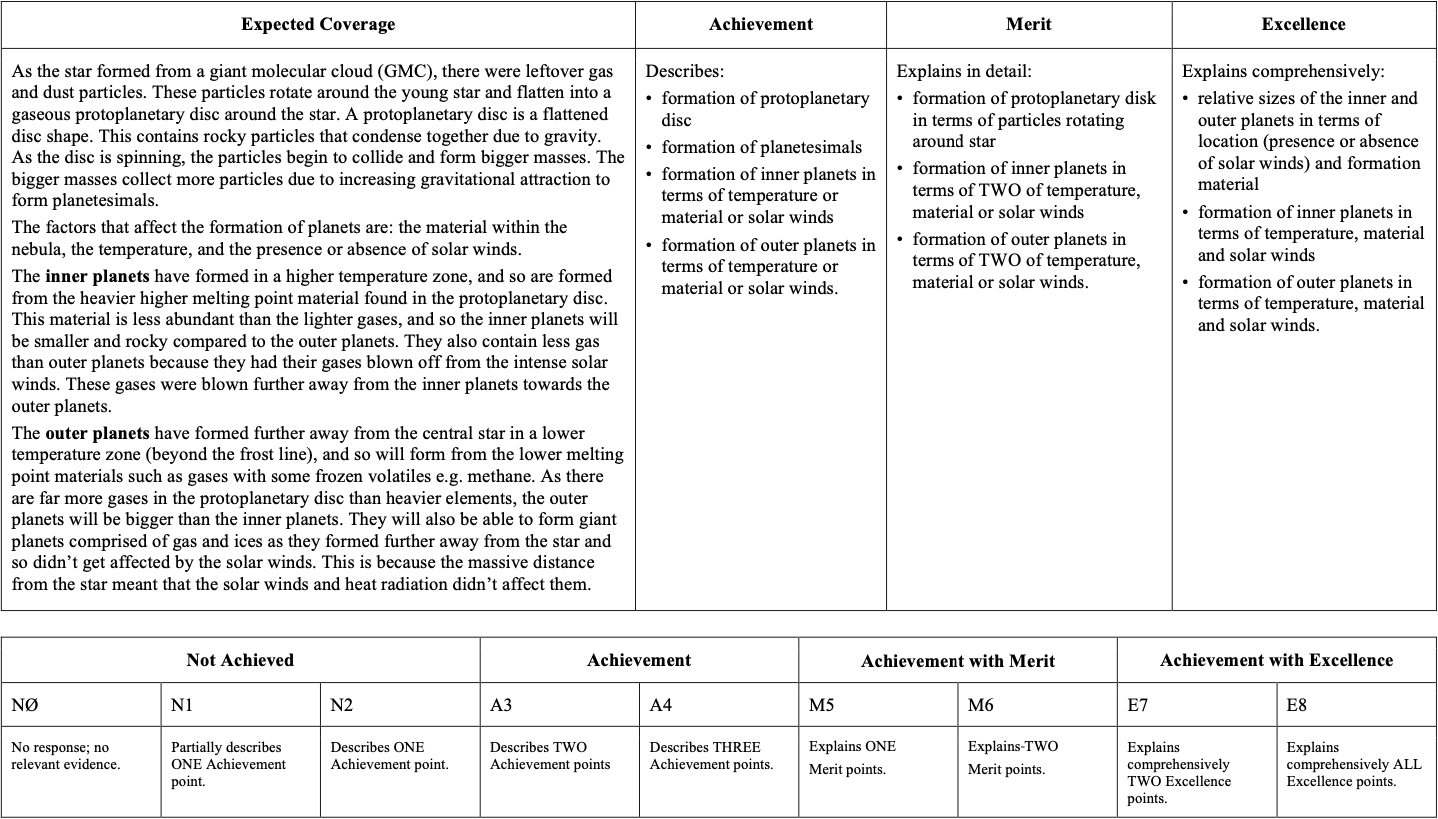 Expected Coverage
Achievement
Merit
Excellence
As the star formed from a giant molecular cloud (GMC), there were leftover gas
and dust particles. These particles rotate around the young star and flatten into a
gaseous protoplanetary disc around the star. A protoplanetary disc is a flattened
disc shape. This contains rocky particles that condense together due to gravity.
As the disc is spinning, the particles begin to collide and form bigger masses. The
bigger masses collect more particles due to increasing gravitational attraction to
form planetesimals.
The factors that affect the formation of planets are: the material within the
nebula, the temperature, and the presence or absence of solar winds.
The inner planets have formed in a higher temperature zone, and so are formed
from the heavier higher melting point material found in the protoplanetary disc.
This material is less abundant than the lighter gases, and so the inner planets will
be smaller and rocky compared to the outer planets. They also contain less gas
than outer planets because they had their gases blown off from the intense solar
winds. These gases were blown further away from the inner planets towards the
outer planets.
The outer planets have formed further away from the central star in a lower
temperature zone (beyond the frost line), and so will form from the lower melting
point materials such as gases with some frozen volatiles e.g. methane. As there
are far more gases in the protoplanetary disc than heavier elements, the outer
planets will be bigger than the inner planets. They will also be able to form giant
planets comprised of gas and ices as they formed further away from the star and
so didn't get affected by the solar winds. This is because the massive distance
from the star meant that the solar winds and heat radiation didn't affect them.
Describes:
• formation of protoplanetary
disc
• formation of planetesimals
• formation of inner planets in
terms of temperature or
material or solar winds
• formation of outer planets in
terms of temperature or
material or solar winds.
Explains in detail:
• formation of protoplanetary disk
in terms of particles rotating
around star
• formation of inner planets in
terms of TWO of temperature,
material or solar winds
• formation of outer planets in
terms of TWO of temperature,
material or solar winds.
Explains comprehensively:
• relative sizes of the inner and
outer planets in terms of
location (presence or absence
of solar winds) and formation
material
• formation of inner planets in
terms of temperature, material
and solar winds
• formation of outer planets in
terms of temperature, material
and solar winds.
Not Achieved
Achievement
Achievement with Merit
Achievement with Excellence
NØ
N1
N2
A3
A4
M5
M6
E7
E8
No response; no
relevant evidence.
Partially describes
ONE Achievement
point.
Describes ONE
Achievement point.
Describes TWO
Achievement points
Describes THREE
Achievement points.
Explains ONE
Merit points.
Explains-TWO
Merit points.
Explains
comprehensively
TWO Excellence
points.
Explains
comprehensively ALL
Excellence points.